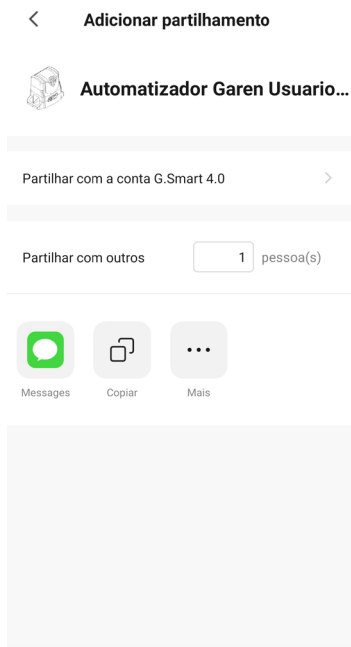 Adicionar partilhamento
Automatizador Garen Usuario...
Partilhar com a conta G.Smart 4.0
Partilhar com outros 1 pessoa(s)
Messages Copiar Mais